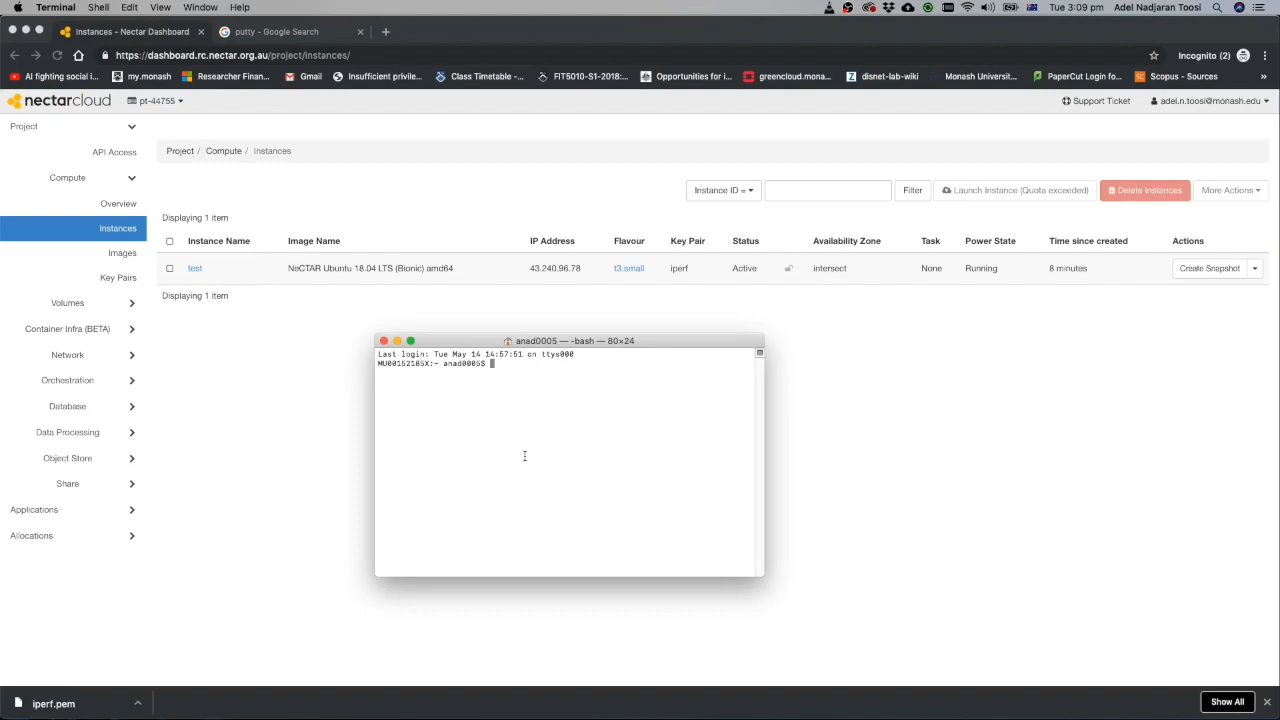 Terminal Shell Edit View Window Help Tue 3:09 pm Adel Nadjaran Toosi
Instances - Nectar Dashboard putty - Google Search
https://dashboard.rc.nectar.org.au/project/instances/ Incognito (2)
AI fighting social i... my.monash Researcher Finan... Gmail Insufficient privile... Class Timetable -... FIT5010-S1-2018:... Opportunities for i... greencloud.mona... disnet-lab-wiki Monash Universit... PaperCut Login fo... Scopus - Sources »
nectarcloud pt-44755 Support Ticket adel.n.toosi@monash.edu
Project
API Access
Compute
Overview
Instances
Images
Key Pairs
Volumes
Container Infra (BETA)
Network
Orchestration
Database
Data Processing
Object Store
Share
Applications
Allocations
Project / Compute / Instances
Instance ID = Filter Launch Instance (Quota exceeded) Delete Instances More Actions
Displaying 1 item
Instance Name Image Name IP Address Flavour Key Pair Status Availability Zone Task Power State Time since created Actions
test NeCTAR Ubuntu 18.04 LTS (Bionic) amd64 43.240.96.78 t3.small iperf Active intersect None Running 8 minutes Create Snapshot
Displaying 1 item
anad0005 — -bash — 80×24
Last login: Tue May 14 14:57:51 on ttys000
MU00152185X:~ anad0005$
iperf.pem Show All